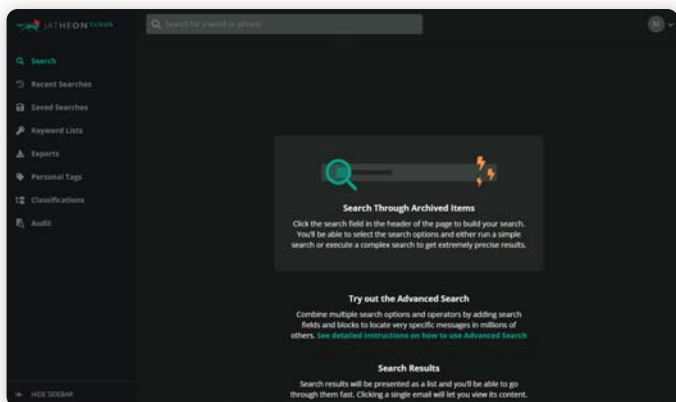 JATHEON CLOUD
Search for a word or phrase
Search
Recent Searches
Saved Searches
Keyword Lists
Exports
Personal Tags
Classifications
Audit
Search Through Archived Items
Click the search field in the header of the page to build your search.
You'll be able to select the search options and either run a simple
search or execute a complex search to get extremely precise results.
Try out the Advanced Search
Combine multiple search options and operators by adding search
fields and blocks to locate very specific messages in millions of
others. See detailed instructions on how to use Advanced Search
Search Results
Search results will be presented as a list and you'll be able to go
through them fast. Clicking a single email will let you view its content.
HIDE SIDEBAR